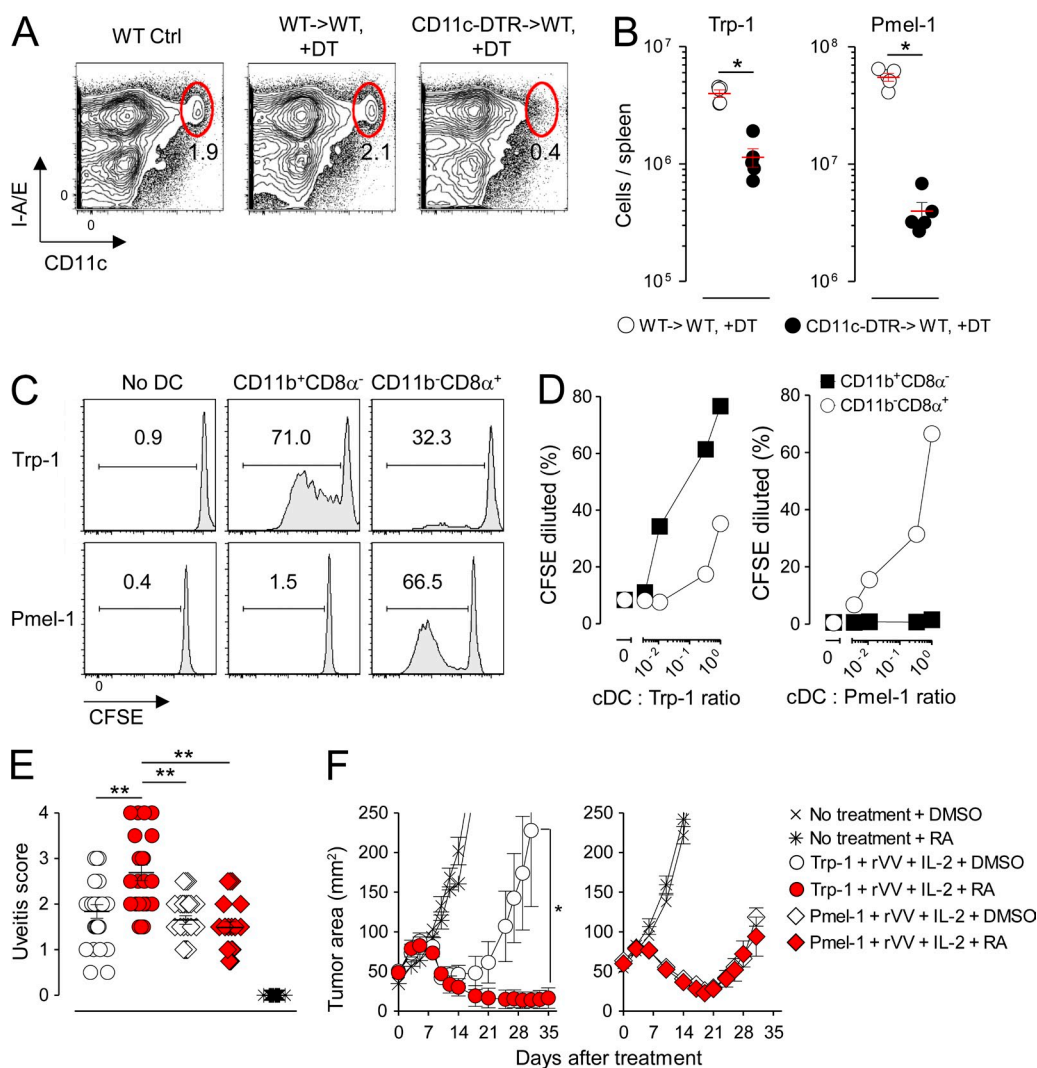 A
WT Ctrl
WT->WT,
+DT
CD11c-DTR->WT,
+DT
1.9
2.1
0.4
I-A/E
0
0
CD11c
B
Trp-1
Pmel-1
Cells / spleen
10⁷
10⁶
10⁵
*
10⁸
10⁷
10⁶
*
WT->WT, +DT
CD11c-DTR->WT, +DT
C
No DC
CD11b⁺CD8α⁻
CD11b⁻CD8α⁺
Trp-1
0.9
71.0
32.3
Pmel-1
0.4
1.5
66.5
0
CFSE
D
CFSE diluted (%)
80
60
40
20
0
0
10⁻²
10⁻¹
10⁰
cDC : Trp-1 ratio
CD11b⁺CD8α⁻
CD11b⁻CD8α⁺
CFSE diluted (%)
80
60
40
20
0
0
10⁻²
10⁻¹
10⁰
cDC : Pmel-1 ratio
E
Uveitis score
4
3
2
1
0
**
**
**
F
Tumor area (mm²)
250
200
150
100
50
0
0
7
14
21
28
35
*
250
200
150
100
50
0
0
7
14
21
28
35
Days after treatment
No treatment + DMSO
No treatment + RA
Trp-1 + rVV + IL-2 + DMSO
Trp-1 + rVV + IL-2 + RA
Pmel-1 + rVV + IL-2 + DMSO
Pmel-1 + rVV + IL-2 + RA